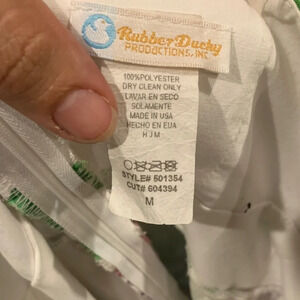 Rubber Ducky
PRODUCTIONS, INC
100%POLYESTER
DRY CLEAN ONLY
LAVAR EN SECO
SOLAMENTE
MADE IN USA
HECHO EN EUA
H J M
STYLE# 501354
CUT# 604394
M